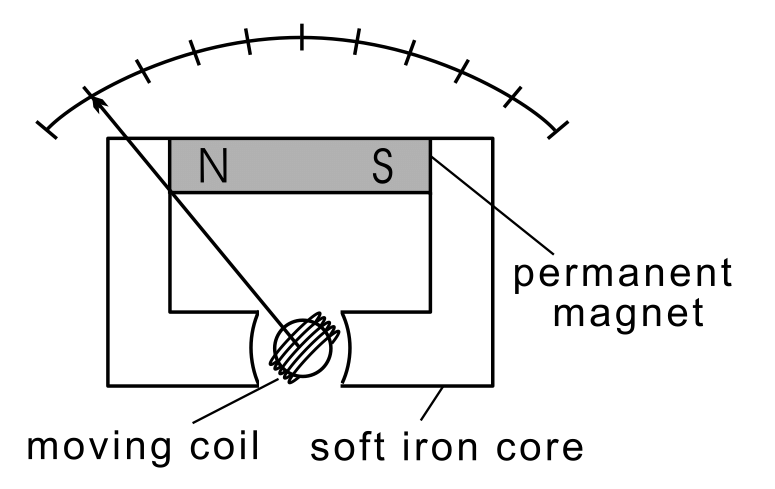 N S
permanent
magnet
moving coil
soft iron core